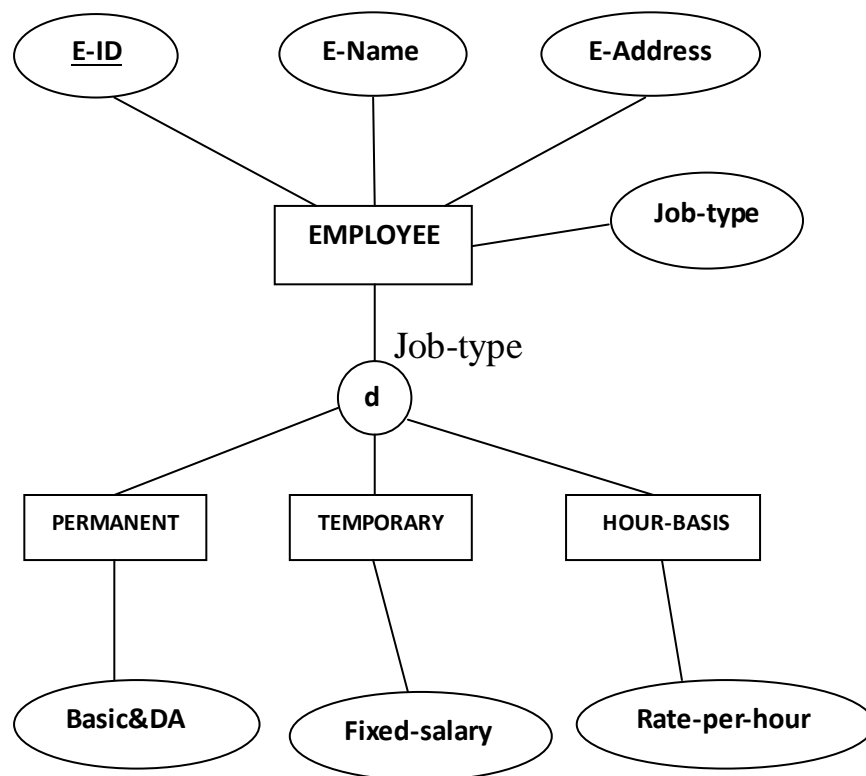 E-ID
E-Name
E-Address
Job-type
EMPLOYEE
Job-type
d
PERMANENT
TEMPORARY
HOUR-BASIS
Basic&DA
Fixed-salary
Rate-per-hour